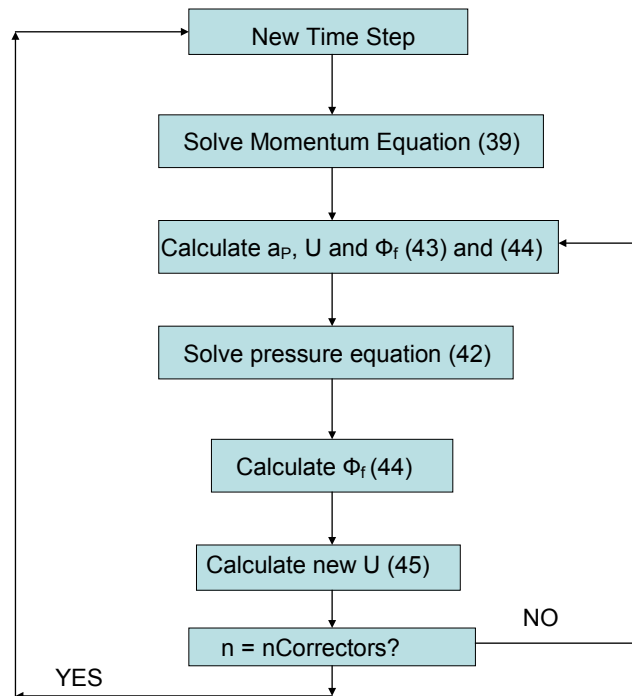 New Time Step
Solve Momentum Equation (39)
Calculate aₚ, U and Φf (43) and (44)
Solve pressure equation (42)
Calculate Φf (44)
Calculate new U (45)
NO
n = nCorrectors?
YES